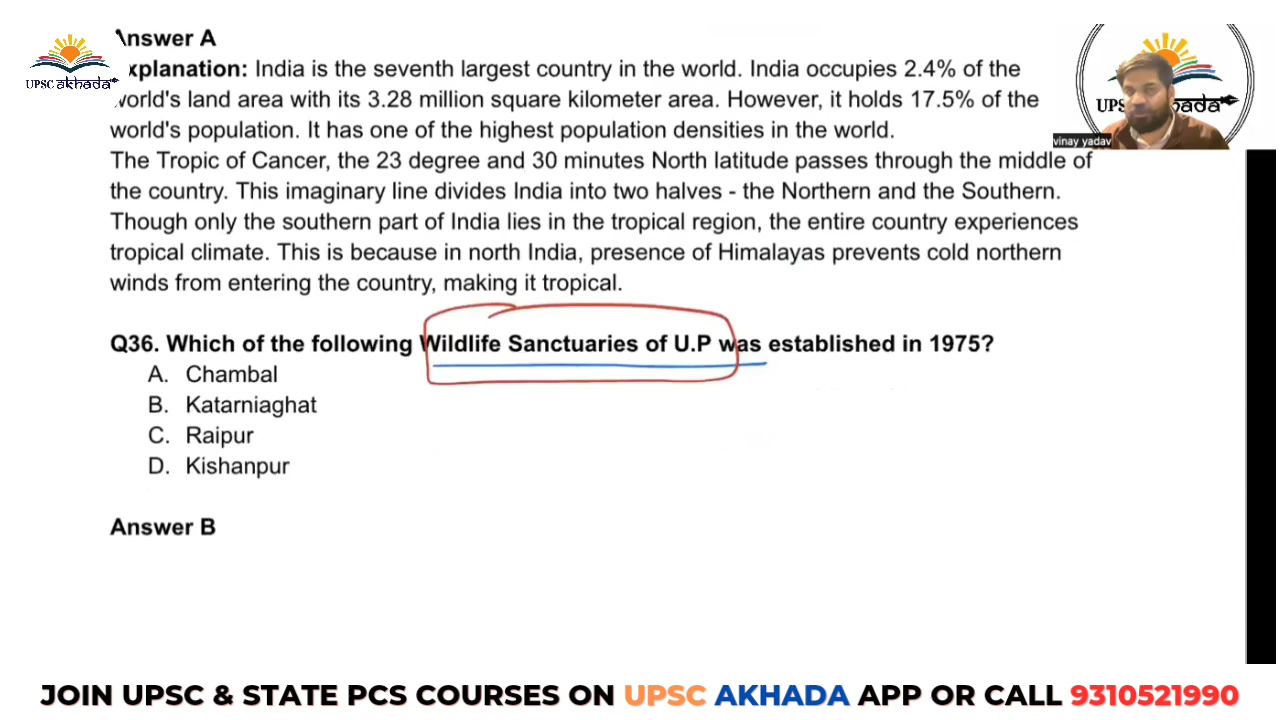 Answer A
UPSC akhada
Explanation: India is the seventh largest country in the world. India occupies 2.4% of the
world's land area with its 3.28 million square kilometer area. However, it holds 17.5% of the
world's population. It has one of the highest population densities in the world.
The Tropic of Cancer, the 23 degree and 30 minutes North latitude passes through the middle of
the country. This imaginary line divides India into two halves - the Northern and the Southern.
Though only the southern part of India lies in the tropical region, the entire country experiences
tropical climate. This is because in north India, presence of Himalayas prevents cold northern
winds from entering the country, making it tropical.
UPS hada
vinay yadav
Q36. Which of the following Wildlife Sanctuaries of U.P was established in 1975?
A. Chambal
B. Katarniaghat
C. Raipur
D. Kishanpur
Answer B
JOIN UPSC & STATE PCS COURSES ON UPSC AKHADA APP OR CALL 9310521990